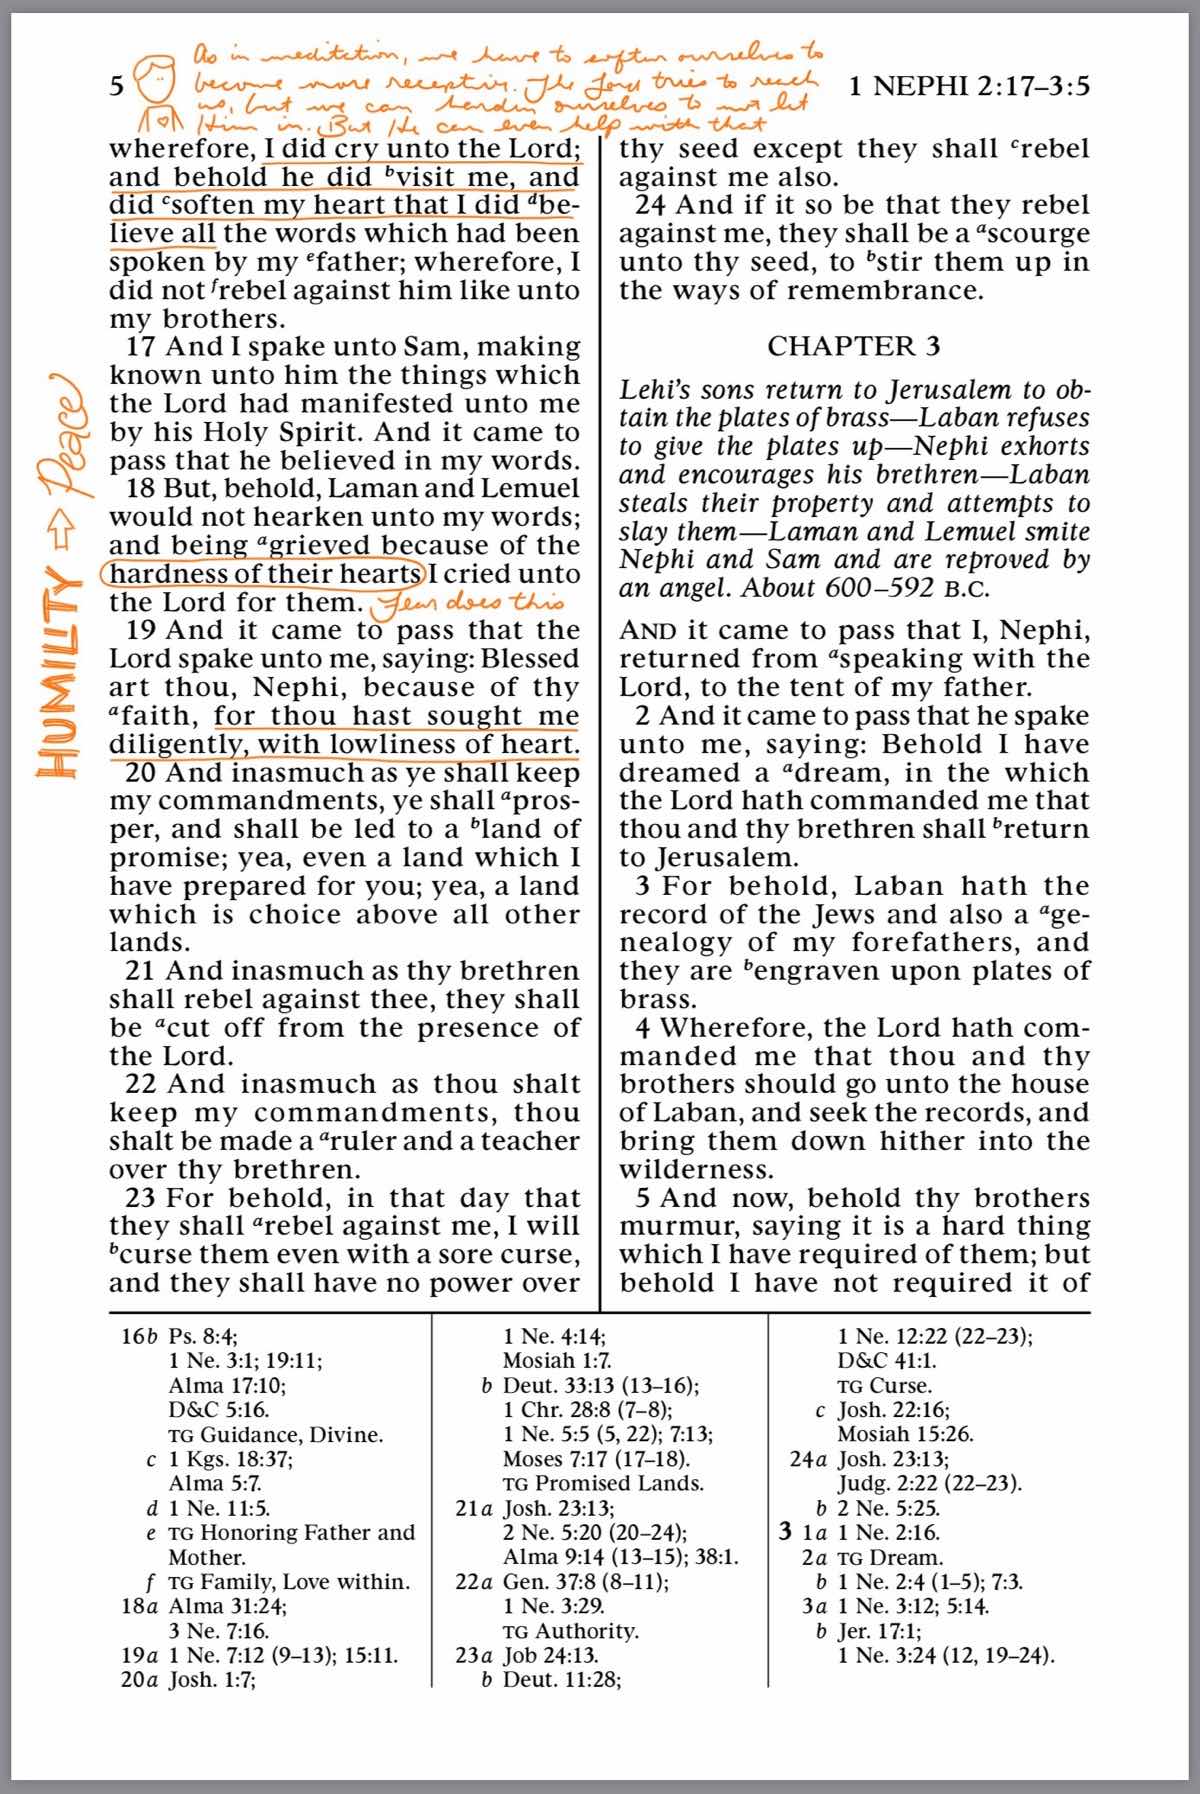 5
As in meditation, we have to soften ourselves to
become more receptive. The Lord tries to reach
us, but we can harden ourselves to not let
Him in. But He can even help with that
1 NEPHI 2:17–3:5
wherefore, I did cry unto the Lord;
and behold he did bvisit me, and
did csoften my heart that I did dbe-
lieve all the words which had been
spoken by my efather; wherefore, I
did not frebel against him like unto
my brothers.
17 And I spake unto Sam, making
known unto him the things which
the Lord had manifested unto me
by his Holy Spirit. And it came to
pass that he believed in my words.
18 But, behold, Laman and Lemuel
would not hearken unto my words;
and being agrieved because of the
hardness of their hearts I cried unto
the Lord for them. Fear does this
19 And it came to pass that the
Lord spake unto me, saying: Blessed
art thou, Nephi, because of thy
afaith, for thou hast sought me
diligently, with lowliness of heart.
20 And inasmuch as ye shall keep
my commandments, ye shall apros-
per, and shall be led to a bland of
promise; yea, even a land which I
have prepared for you; yea, a land
which is choice above all other
lands.
21 And inasmuch as thy brethren
shall rebel against thee, they shall
be acut off from the presence of
the Lord.
22 And inasmuch as thou shalt
keep my commandments, thou
shalt be made a aruler and a teacher
over thy brethren.
23 For behold, in that day that
they shall arebel against me, I will
bcurse them even with a sore curse,
and they shall have no power over
HUMILITY ⇨ Peace
thy seed except they shall crebel
against me also.
24 And if it so be that they rebel
against me, they shall be a ascourge
unto thy seed, to bstir them up in
the ways of remembrance.
CHAPTER 3
Lehi’s sons return to Jerusalem to ob-
tain the plates of brass—Laban refuses
to give the plates up—Nephi exhorts
and encourages his brethren—Laban
steals their property and attempts to
slay them—Laman and Lemuel smite
Nephi and Sam and are reproved by
an angel. About 600–592 B.C.
AND it came to pass that I, Nephi,
returned from aspeaking with the
Lord, to the tent of my father.
2 And it came to pass that he spake
unto me, saying: Behold I have
dreamed a adream, in the which
the Lord hath commanded me that
thou and thy brethren shall breturn
to Jerusalem.
3 For behold, Laban hath the
record of the Jews and also a age-
nealogy of my forefathers, and
they are bengraven upon plates of
brass.
4 Wherefore, the Lord hath com-
manded me that thou and thy
brothers should go unto the house
of Laban, and seek the records, and
bring them down hither into the
wilderness.
5 And now, behold thy brothers
murmur, saying it is a hard thing
which I have required of them; but
behold I have not required it of
16b Ps. 8:4;
1 Ne. 3:1; 19:11;
Alma 17:10;
D&C 5:16.
TG Guidance, Divine.
c 1 Kgs. 18:37;
Alma 5:7.
d 1 Ne. 11:5.
e TG Honoring Father and
Mother.
f TG Family, Love within.
18a Alma 31:24;
3 Ne. 7:16.
19a 1 Ne. 7:12 (9–13); 15:11.
20a Josh. 1:7;
1 Ne. 4:14;
Mosiah 1:7.
b Deut. 33:13 (13–16);
1 Chr. 28:8 (7–8);
1 Ne. 5:5 (5, 22); 7:13;
Moses 7:17 (17–18).
TG Promised Lands.
21a Josh. 23:13;
2 Ne. 5:20 (20–24);
Alma 9:14 (13–15); 38:1.
22a Gen. 37:8 (8–11);
1 Ne. 3:29.
TG Authority.
23a Job 24:13.
b Deut. 11:28;
1 Ne. 12:22 (22–23);
D&C 41:1.
TG Curse.
c Josh. 22:16;
Mosiah 15:26.
24a Josh. 23:13;
Judg. 2:22 (22–23).
b 2 Ne. 5:25.
3 1a 1 Ne. 2:16.
2a TG Dream.
b 1 Ne. 2:4 (1–5); 7:3.
3a 1 Ne. 3:12; 5:14.
b Jer. 17:1;
1 Ne. 3:24 (12, 19–24).